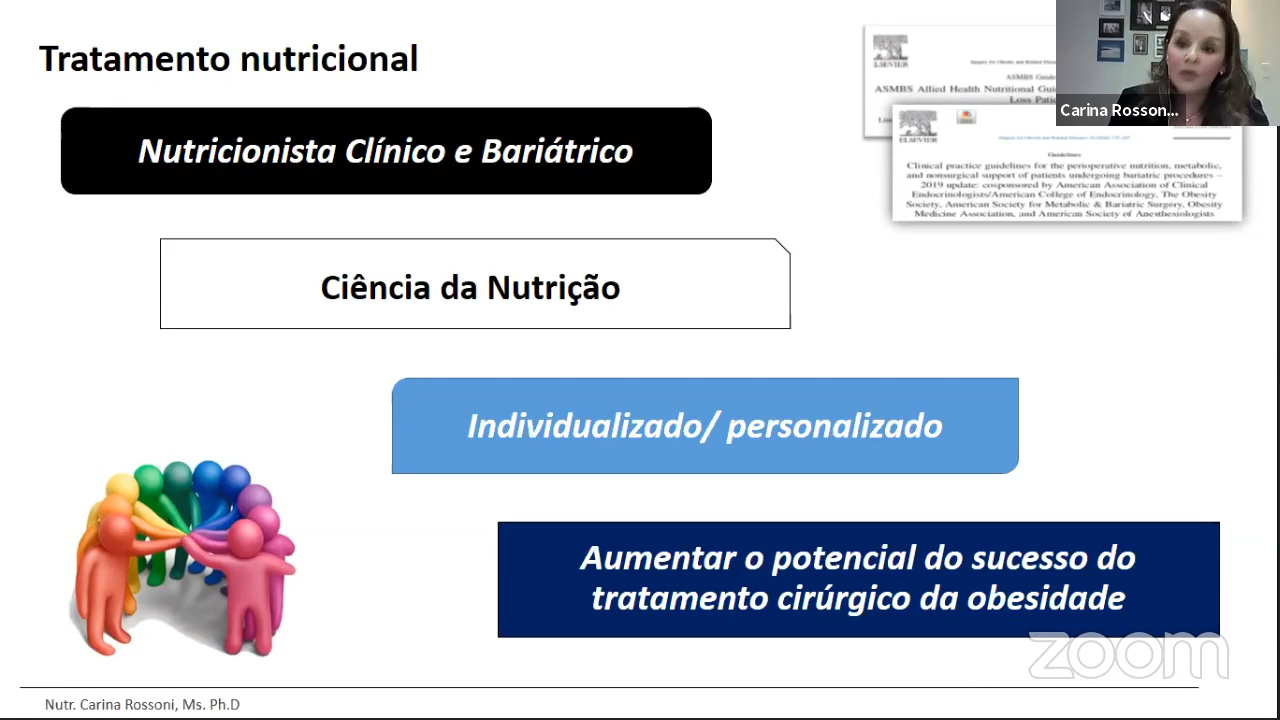 Tratamento nutricional
Nutricionista Clínico e Bariátrico
Ciência da Nutrição
Individualizado/ personalizado
Aumentar o potencial do sucesso do
tratamento cirúrgico da obesidade
ELSEVIER
ASMBS Allied Health Nutritional
ELSEVIER
Guidelines
Clinical practice guidelines for the perioperative nutrition, metabolic,
and nonsurgical support of patients undergoing bariatric procedures –
2019 update: cosponsored by American Association of Clinical
Endocrinologists/American College of Endocrinology, The Obesity
Society, American Society for Metabolic & Bariatric Surgery, Obesity
Medicine Association, and American Society of Anesthesiologists
Carina Rosson...
zoom
Nutr. Carina Rossoni, Ms. Ph.D